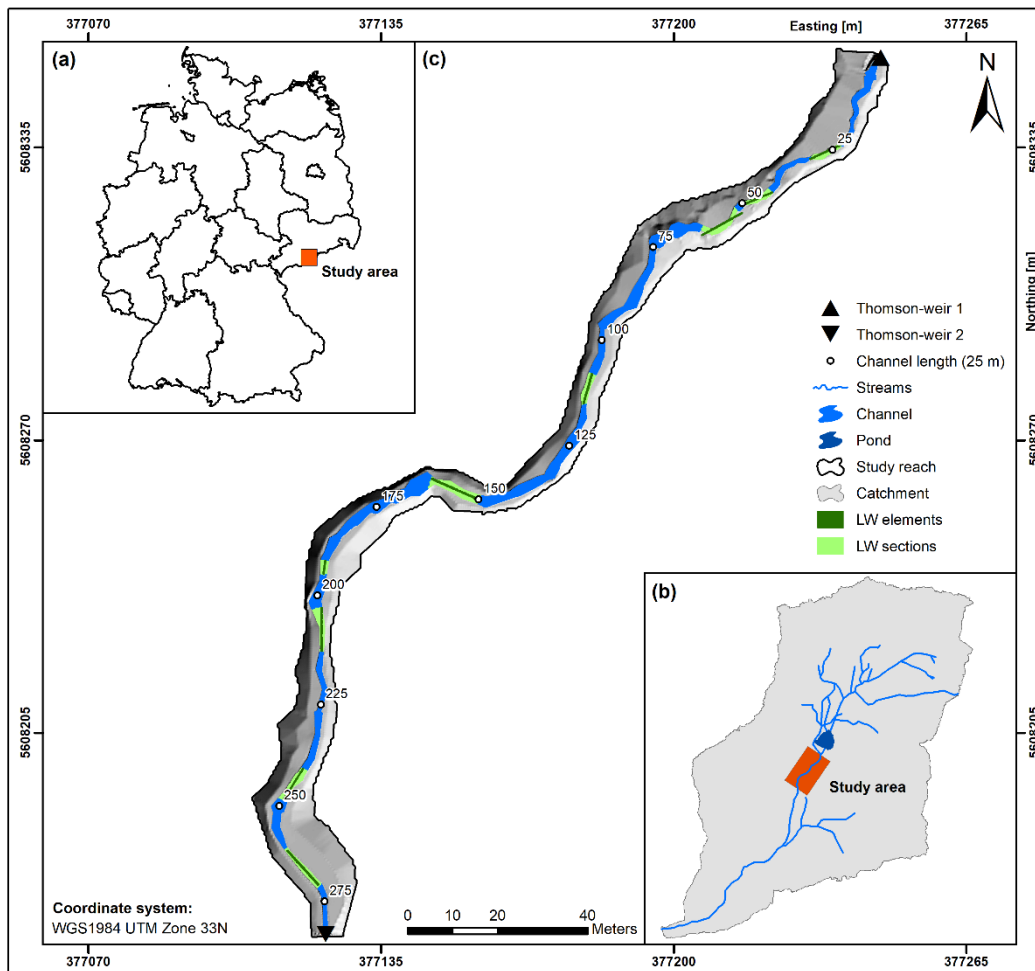 377070
377135
377200
Easting [m]
377265
(a)
Study area
(c)
N
5608335
5608335
25
50
75
Northing [m]
100
Thomson-weir 1
Thomson-weir 2
Channel length (25 m)
Streams
Channel
Pond
Study reach
Catchment
LW elements
LW sections
5608270
5608270
125
150
175
200
(b)
Study area
225
5608205
5608205
250
275
Coordinate system:
WGS1984 UTM Zone 33N
0 10 20 40
Meters
377070
377135
377200
377265